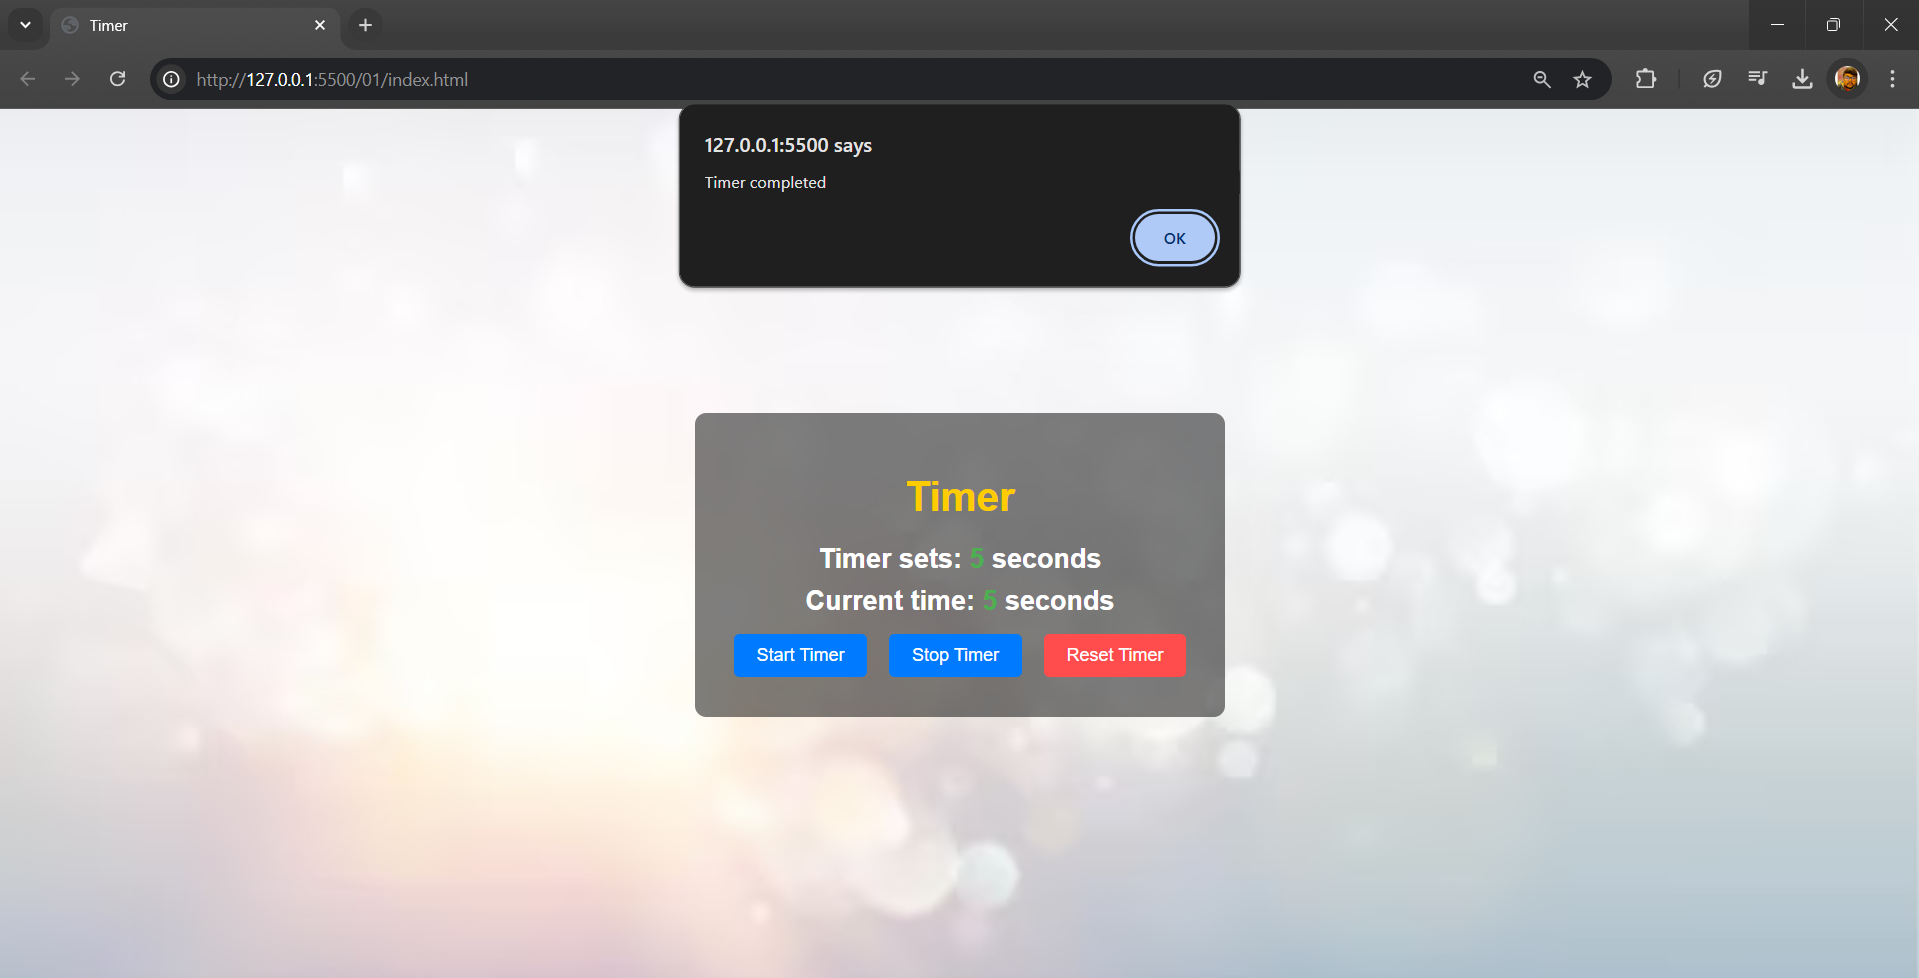 Timer
http://127.0.0.1:5500/01/index.html
127.0.0.1:5500 says
Timer completed
OK
Timer
Timer sets: 5 seconds
Current time: 5 seconds
Start Timer
Stop Timer
Reset Timer